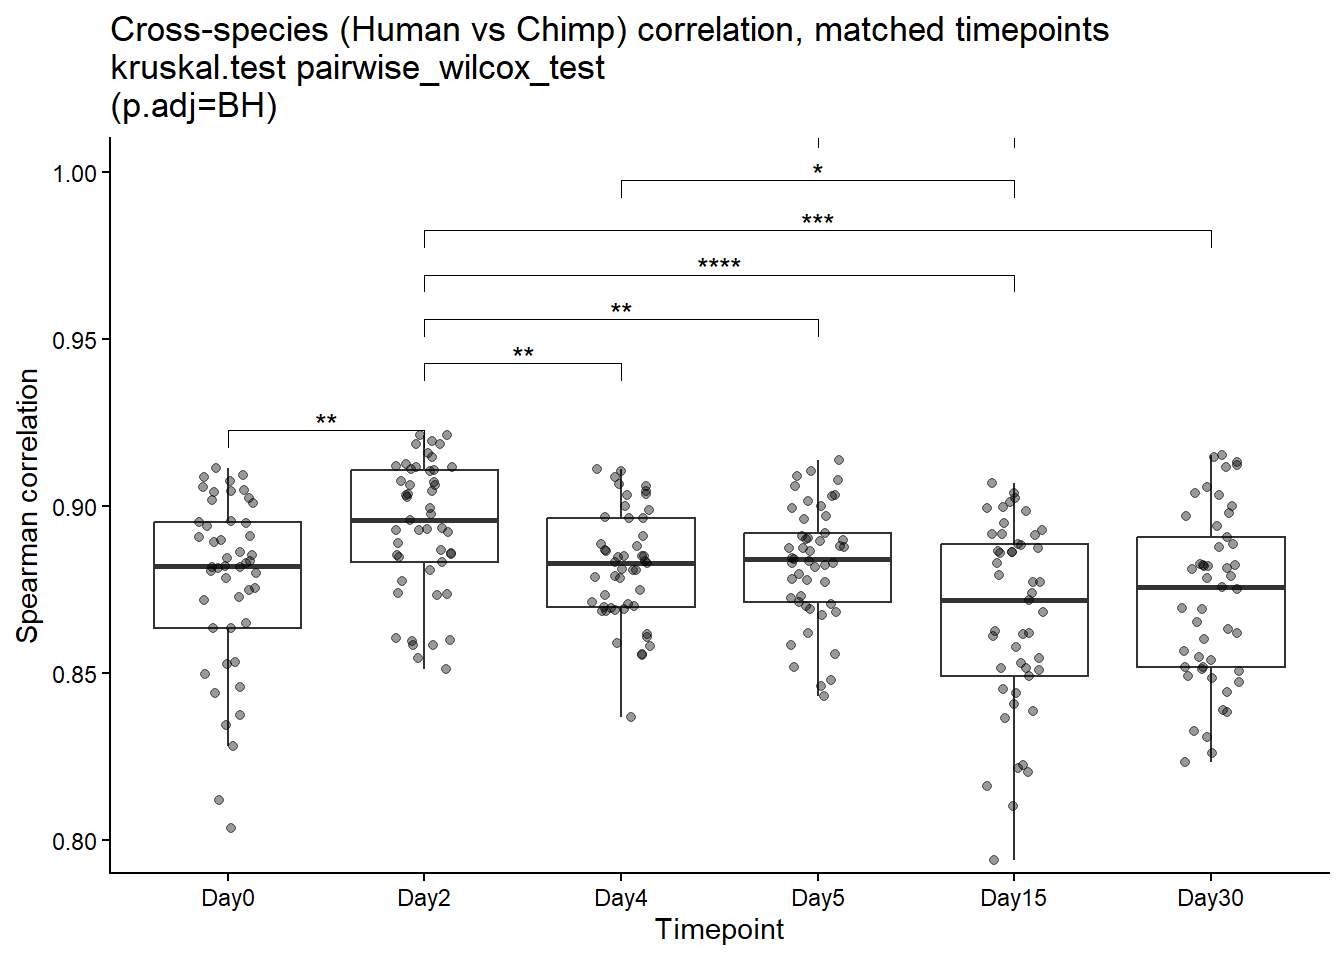 Cross-species (Human vs Chimp) correlation, matched timepoints
kruskal.test pairwise_wilcox_test
(p.adj=BH)
1.00
*
***
****
0.95
**
**
**
0.90
0.85
0.80
Spearman correlation
Day0 Day2 Day4 Day5 Day15 Day30
Timepoint